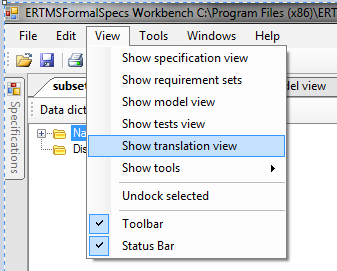 ERTMSFormalSpecs Workbench C:\Program Files (x86)\ERT
File Edit View Tools Windows Help
Show specification view
Show requirement sets
Show model view
Show tests view
Show translation view
Show tools
Undock selected
Toolbar
Status Bar
subset
del view
Data dict
Na
Dis
Specifications